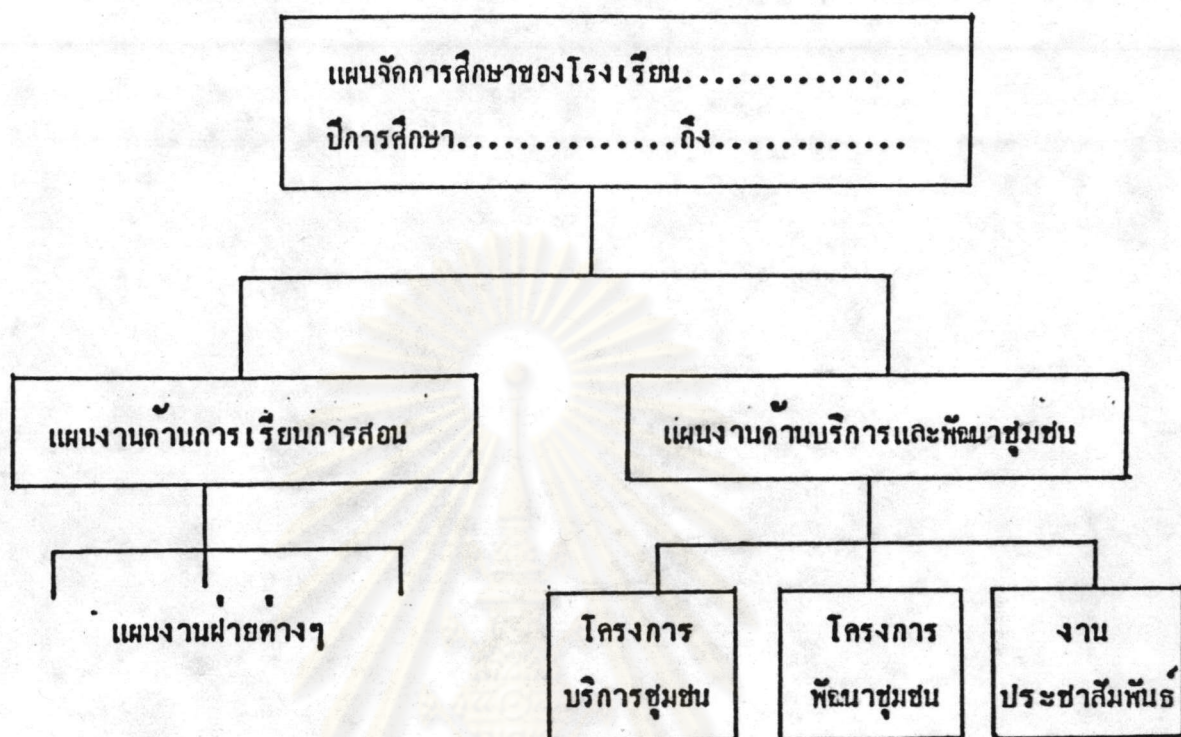 แผนจัดการศึกษาของโรงเรียน..............
ปีการศึกษา..............ถึง............
แผนงานด้านการเรียนการสอน
แผนงานด้านบริการและพัฒนาชุมชน
แผนงานฝ่ายต่างๆ
โครงการ
บริการชุมชน
โครงการ
พัฒนาชุมชน
งาน
ประชาสัมพันธ์